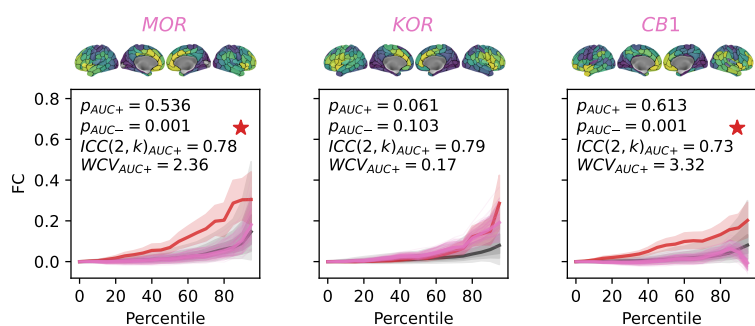 MOR
KOR
CB1
0.8
0.6
0.4
0.2
0.0
FC
p_AUC+ = 0.536
p_AUC− = 0.001
ICC(2, k)_AUC+ = 0.78
WCV_AUC+ = 2.36
p_AUC+ = 0.061
p_AUC− = 0.103
ICC(2, k)_AUC+ = 0.79
WCV_AUC+ = 0.17
p_AUC+ = 0.613
p_AUC− = 0.001
ICC(2, k)_AUC+ = 0.73
WCV_AUC+ = 3.32
0 20 40 60 80
0 20 40 60 80
0 20 40 60 80
Percentile
Percentile
Percentile